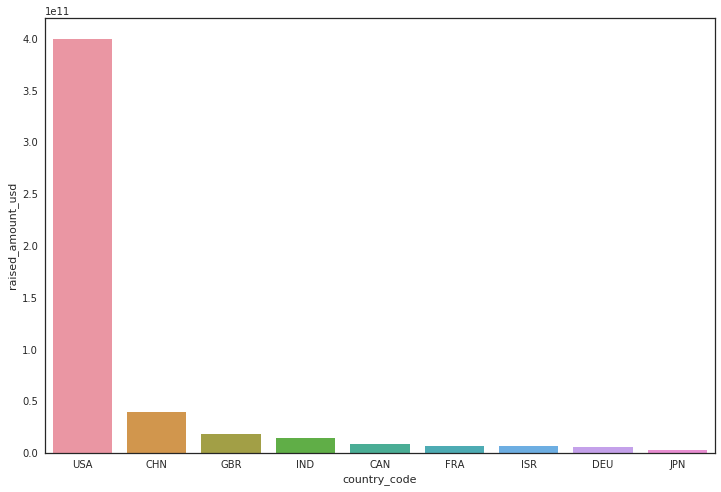 1e11
4.0
3.5
3.0
2.5
2.0
1.5
1.0
0.5
0.0
raised_amount_usd
USA CHN GBR IND CAN FRA ISR DEU JPN
country_code